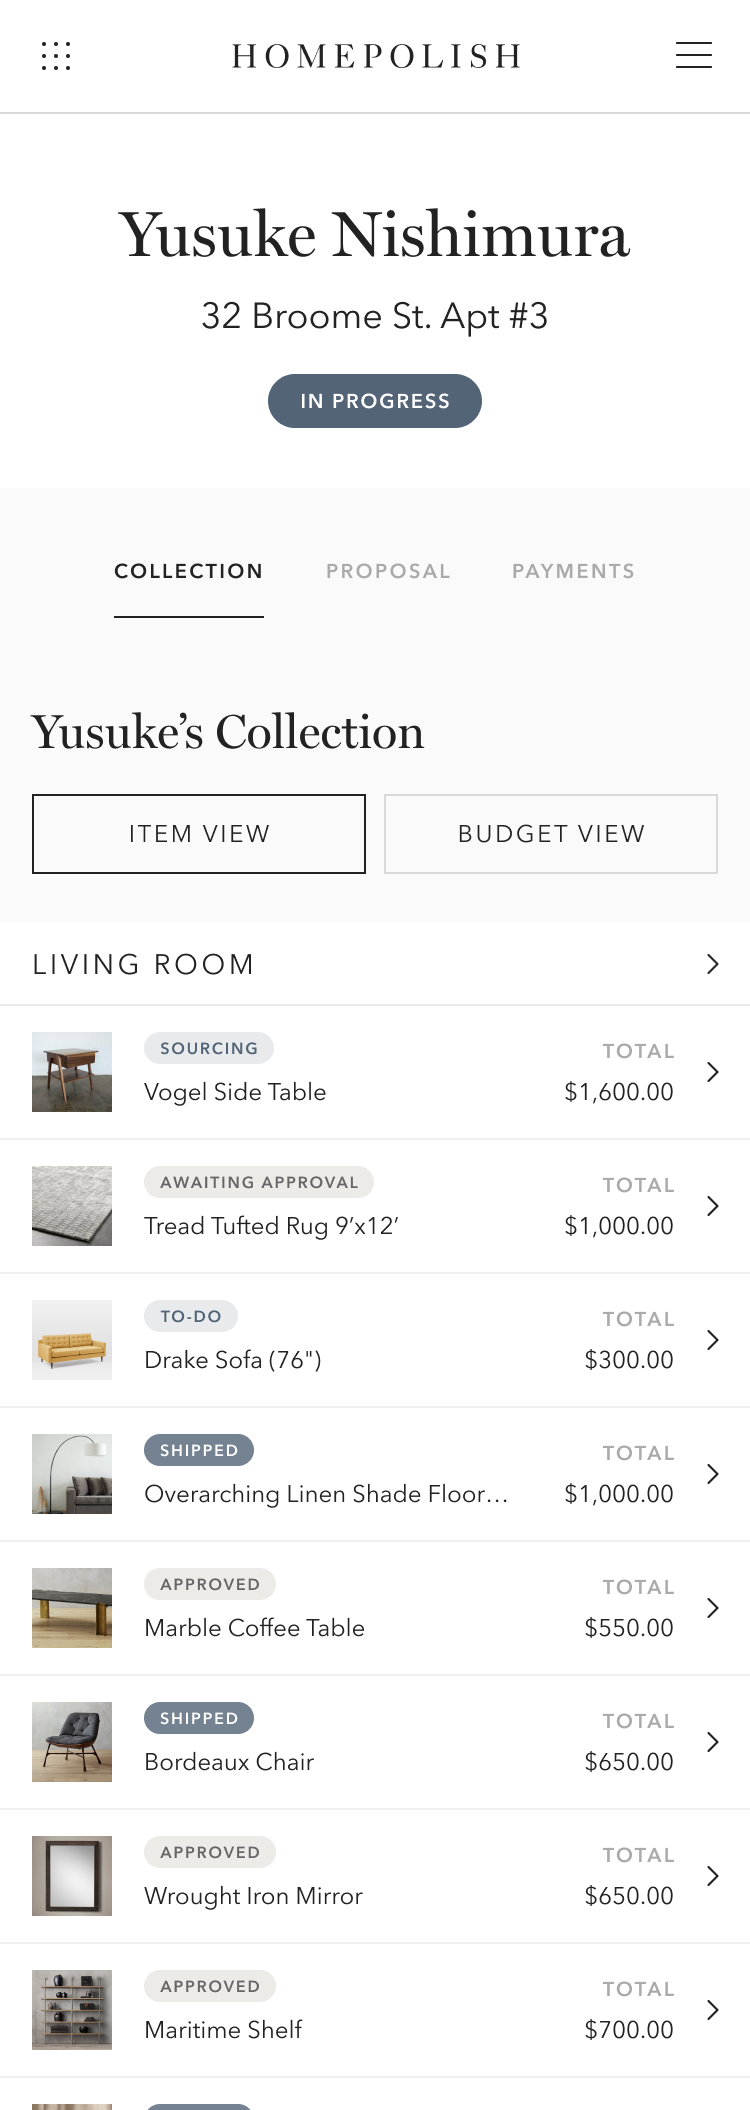 HOMEPOLISH
Yusuke Nishimura
32 Broome St. Apt #3
IN PROGRESS
COLLECTION PROPOSAL PAYMENTS
Yusuke’s Collection
ITEM VIEW BUDGET VIEW
LIVING ROOM
SOURCING TOTAL
Vogel Side Table $1,600.00
AWAITING APPROVAL TOTAL
Tread Tufted Rug 9’x12’ $1,000.00
TO-DO TOTAL
Drake Sofa (76") $300.00
SHIPPED TOTAL
Overarching Linen Shade Floor… $1,000.00
APPROVED TOTAL
Marble Coffee Table $550.00
SHIPPED TOTAL
Bordeaux Chair $650.00
APPROVED TOTAL
Wrought Iron Mirror $650.00
APPROVED TOTAL
Maritime Shelf $700.00